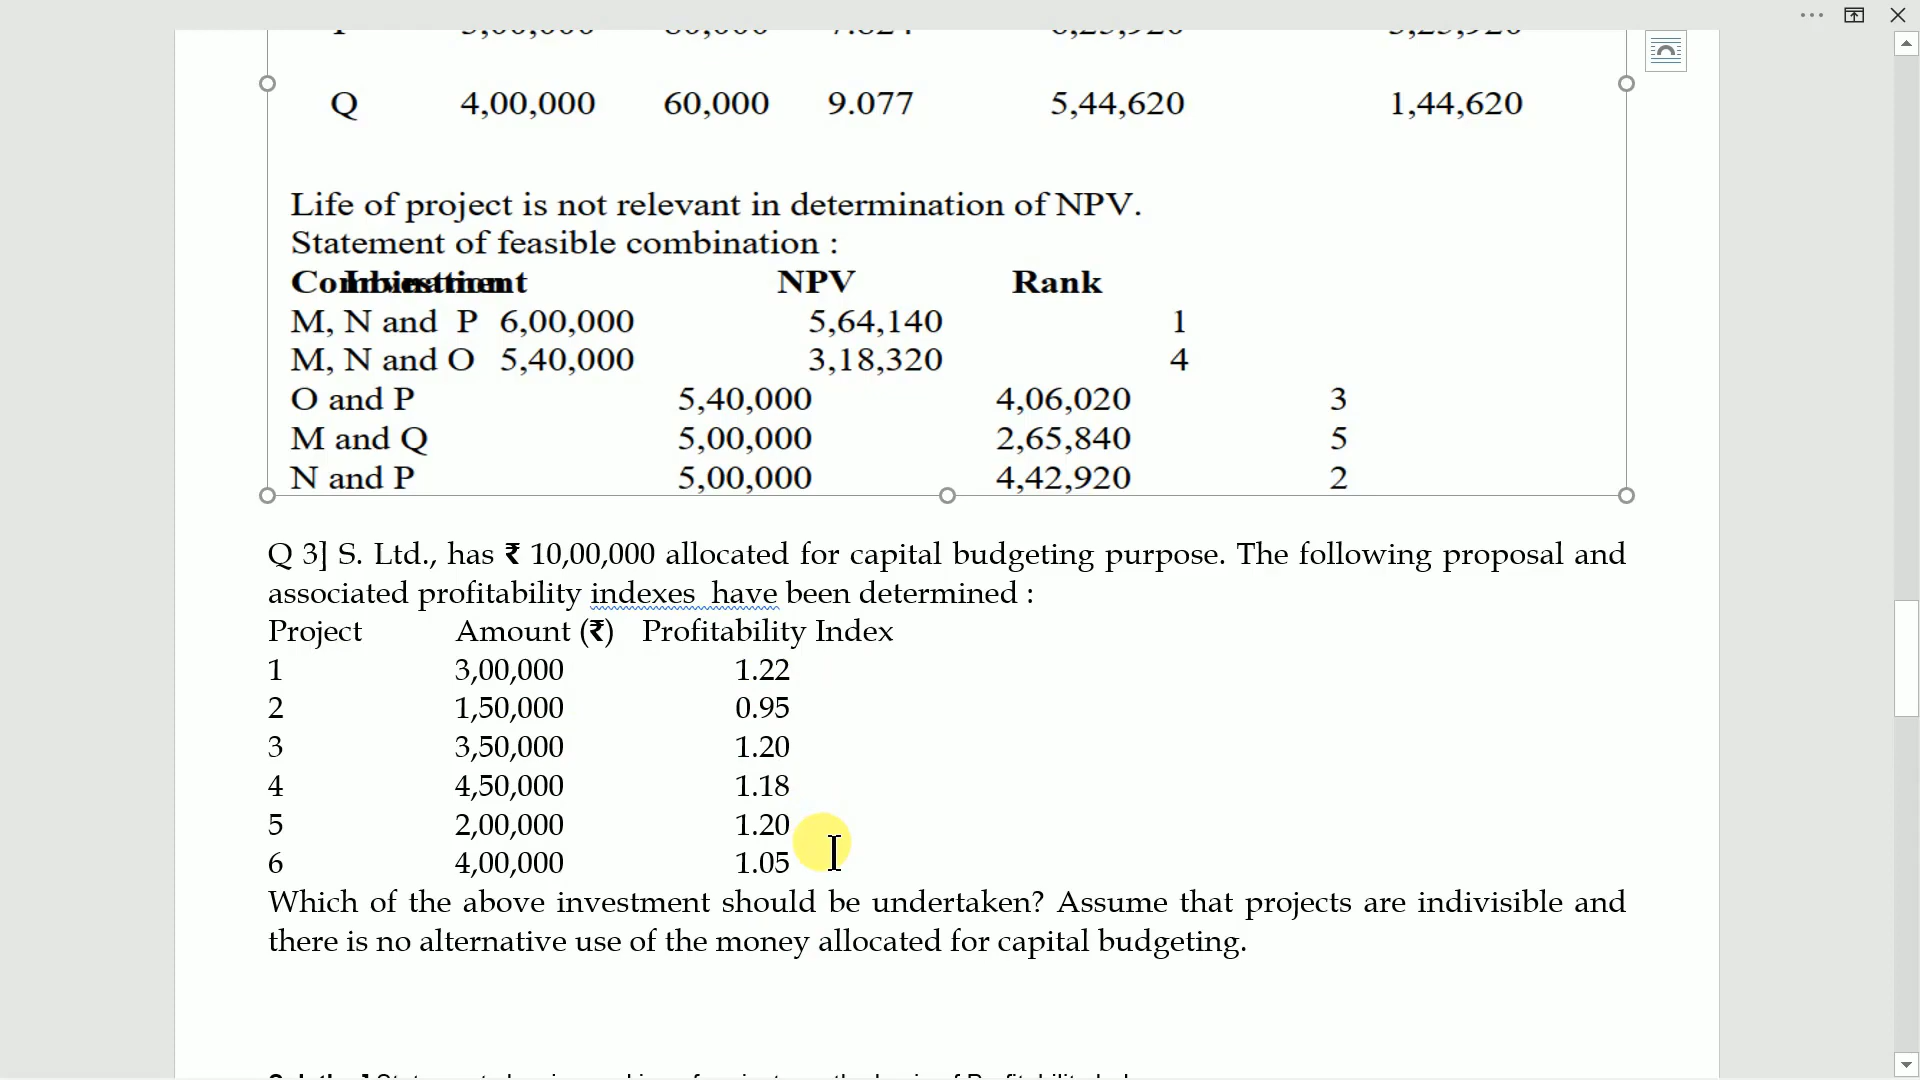 Q 4,00,000 60,000 9.077 5,44,620 1,44,620
Life of project is not relevant in determination of NPV.
Statement of feasible combination :
Combination Investment NPV Rank
M, N and P 6,00,000 5,64,140 1
M, N and O 5,40,000 3,18,320 4
O and P 5,40,000 4,06,020 3
M and Q 5,00,000 2,65,840 5
N and P 5,00,000 4,42,920 2
Q 3] S. Ltd., has ₹ 10,00,000 allocated for capital budgeting purpose. The following proposal and
associated profitability indexes have been determined :
Project Amount (₹) Profitability Index
1 3,00,000 1.22
2 1,50,000 0.95
3 3,50,000 1.20
4 4,50,000 1.18
5 2,00,000 1.20
6 4,00,000 1.05
Which of the above investment should be undertaken? Assume that projects are indivisible and
there is no alternative use of the money allocated for capital budgeting.